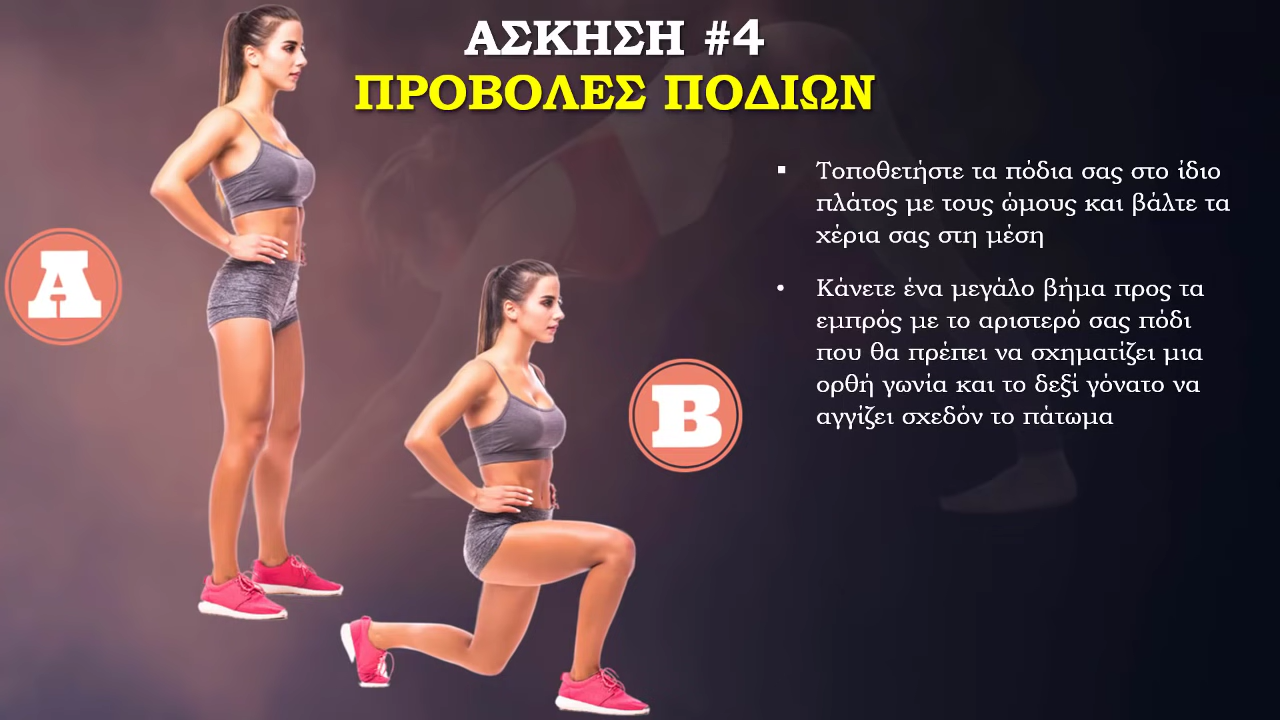 ΑΣΚΗΣΗ #4
ΠΡΟΒΟΛΕΣ ΠΟΔΙΩΝ
▪ Τοποθετήστε τα πόδια σας στο ίδιο
πλάτος με τους ώμους και βάλτε τα
χέρια σας στη μέση
• Κάνετε ένα μεγάλο βήμα προς τα
εμπρός με το αριστερό σας πόδι
που θα πρέπει να σχηματίζει μια
ορθή γωνία και το δεξί γόνατο να
αγγίζει σχεδόν το πάτωμα
A
B